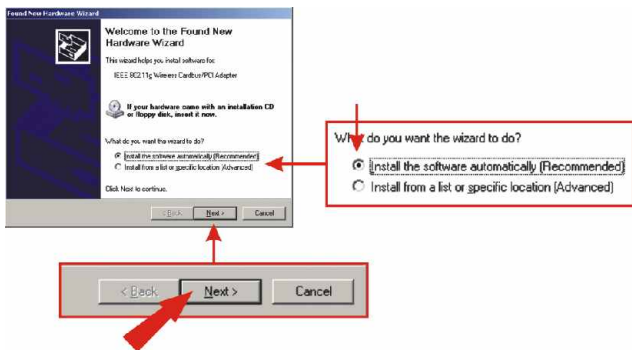 Found New Hardware Wizard
Welcome to the Found New
Hardware Wizard
This wizard helps you install software for:
IEEE 802.11g Wireless Cardbus/PCI Adapter
If your hardware came with an installation CD
or floppy disk, insert it now.
What do you want the wizard to do?
Install the software automatically (Recommended)
Install from a list or specific location (Advanced)
Click Next to continue.
< Back
Next >
Cancel
What do you want the wizard to do?
Install the software automatically (Recommended)
Install from a list or specific location (Advanced)
< Back
Next >
Cancel